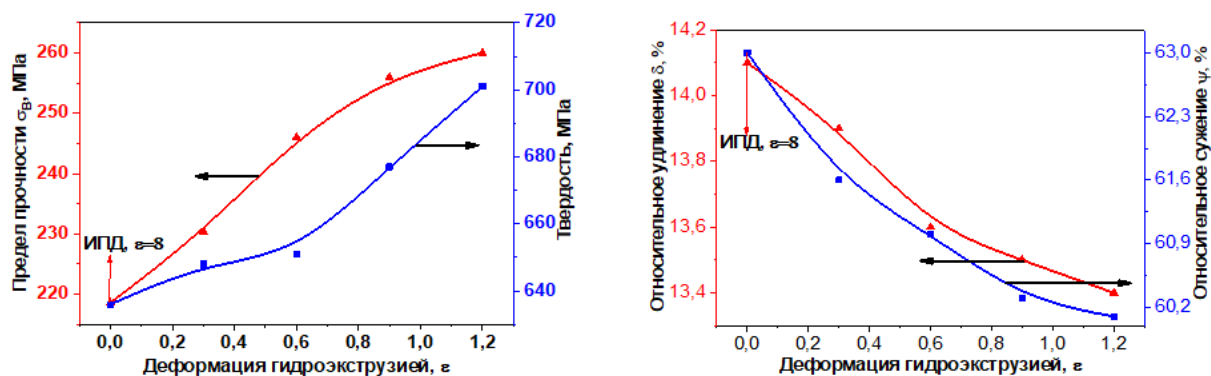 Предел прочности σВ, МПа
260
250
240
230
220
ИПД, ε=8
720
700
680
660
640
Твердость, МПа
0,0 0,2 0,4 0,6 0,8 1,0 1,2
Деформация гидроэкструзией, ε
Относительное удлинение δ, %
14,2
14,0
13,8
13,6
13,4
ИПД, ε=8
63,0
62,3
61,6
60,9
60,2
Относительное сужение ψ, %
0,0 0,2 0,4 0,6 0,8 1,0 1,2
Деформация гидроэкструзией, ε